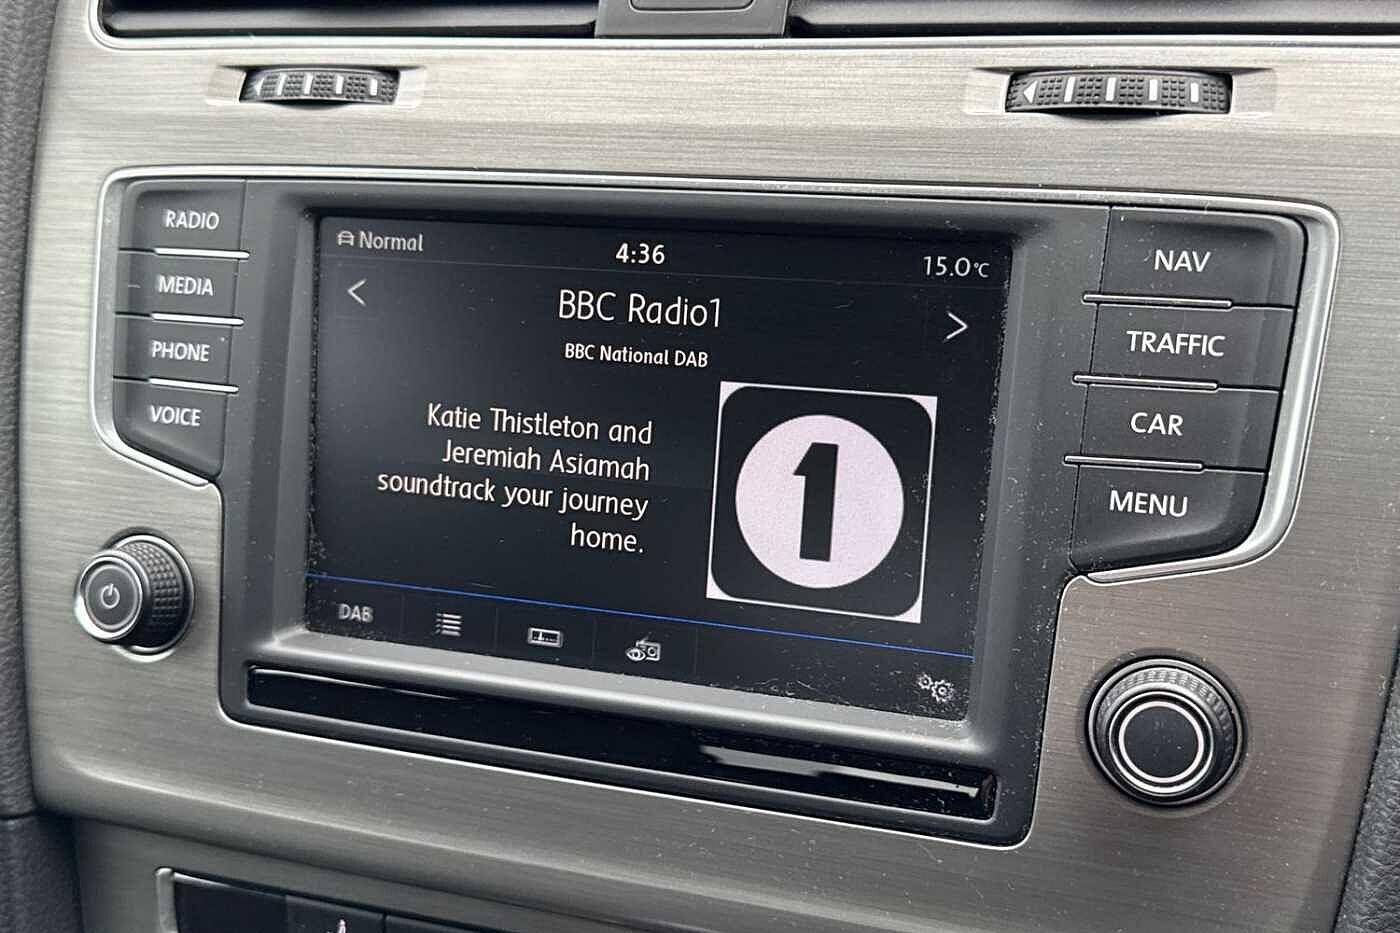 RADIO
MEDIA
PHONE
VOICE
Normal
4:36
15.0°C
<
BBC Radio1
>
BBC National DAB
Katie Thistleton and
Jeremiah Asiamah
soundtrack your journey
home.
1
DAB
NAV
TRAFFIC
CAR
MENU